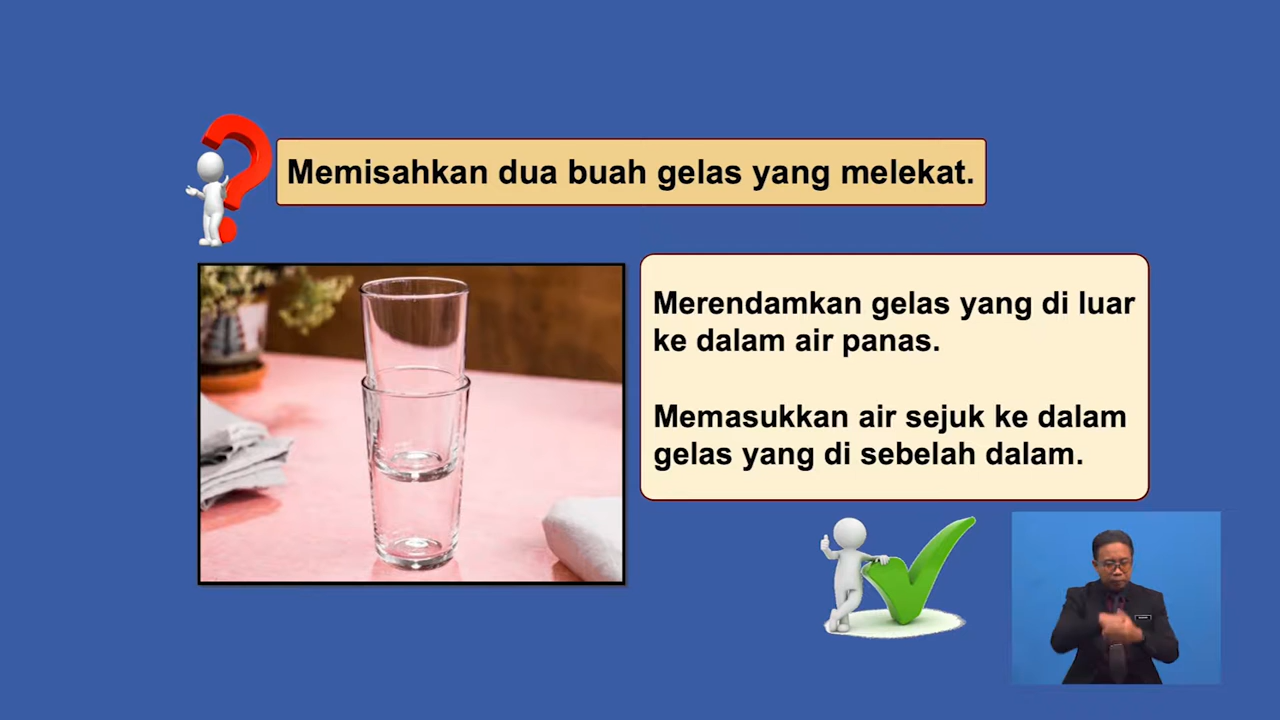 Memisahkan dua buah gelas yang melekat.
Merendamkan gelas yang di luar
ke dalam air panas.
Memasukkan air sejuk ke dalam
gelas yang di sebelah dalam.